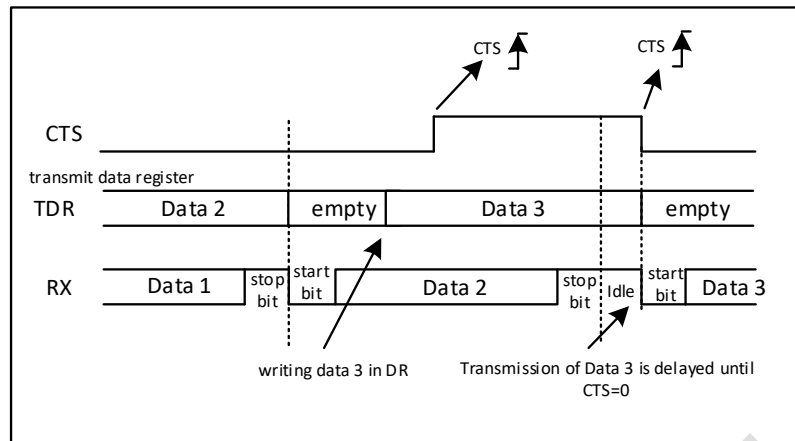 CTS
CTS
CTS
transmit data register
TDR
Data 2
empty
Data 3
empty
RX
Data 1
stop bit
start bit
Data 2
stop bit
Idle
start bit
Data 3
writing data 3 in DR
Transmission of Data 3 is delayed until
CTS=0